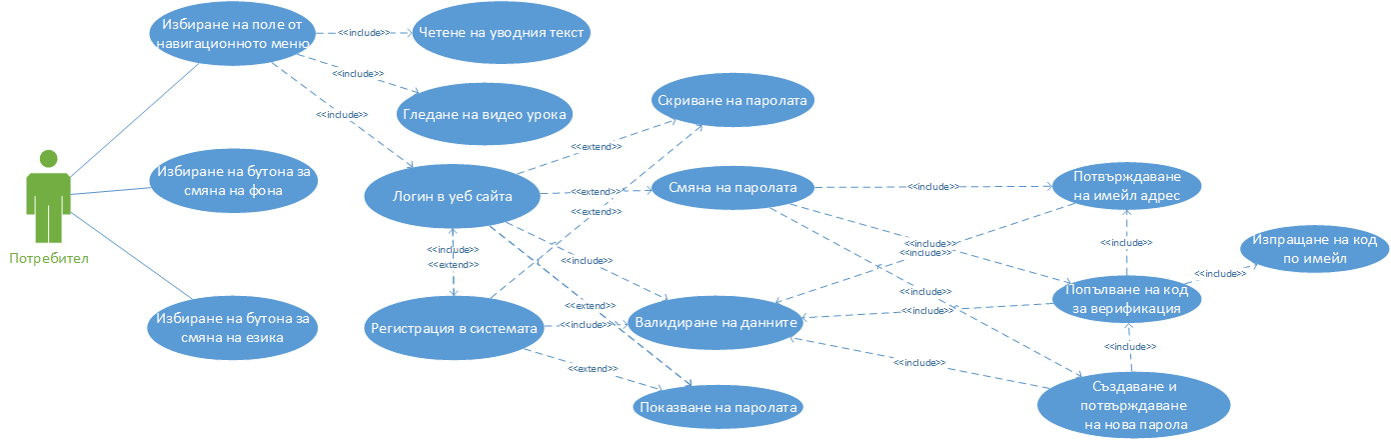 Избиране на поле от
навигационното меню
<<include>>
Четене на уводния текст
<<include>>
Гледане на видео урока
<<include>>
Скриване на паролата
<<extend>>
Избиране на бутона за
смяна на фона
Логин в уеб сайта
<<extend>>
Смяна на паролата
<<include>>
Потвърждаване
на имейл адрес
<<extend>>
Потребител
<<include>>
<<extend>>
<<include>>
<<include>>
<<include>>
<<include>>
<<include>>
Изпращане на код
по имейл
Попълване на код
за верификация
<<include>>
<<extend>>
<<include>>
Избиране на бутона за
смяна на езика
Регистрация в системата
<<include>>
Валидиране на данните
<<include>>
<<include>>
<<extend>>
Показване на паролата
Създаване и
потвърждаване
на нова парола